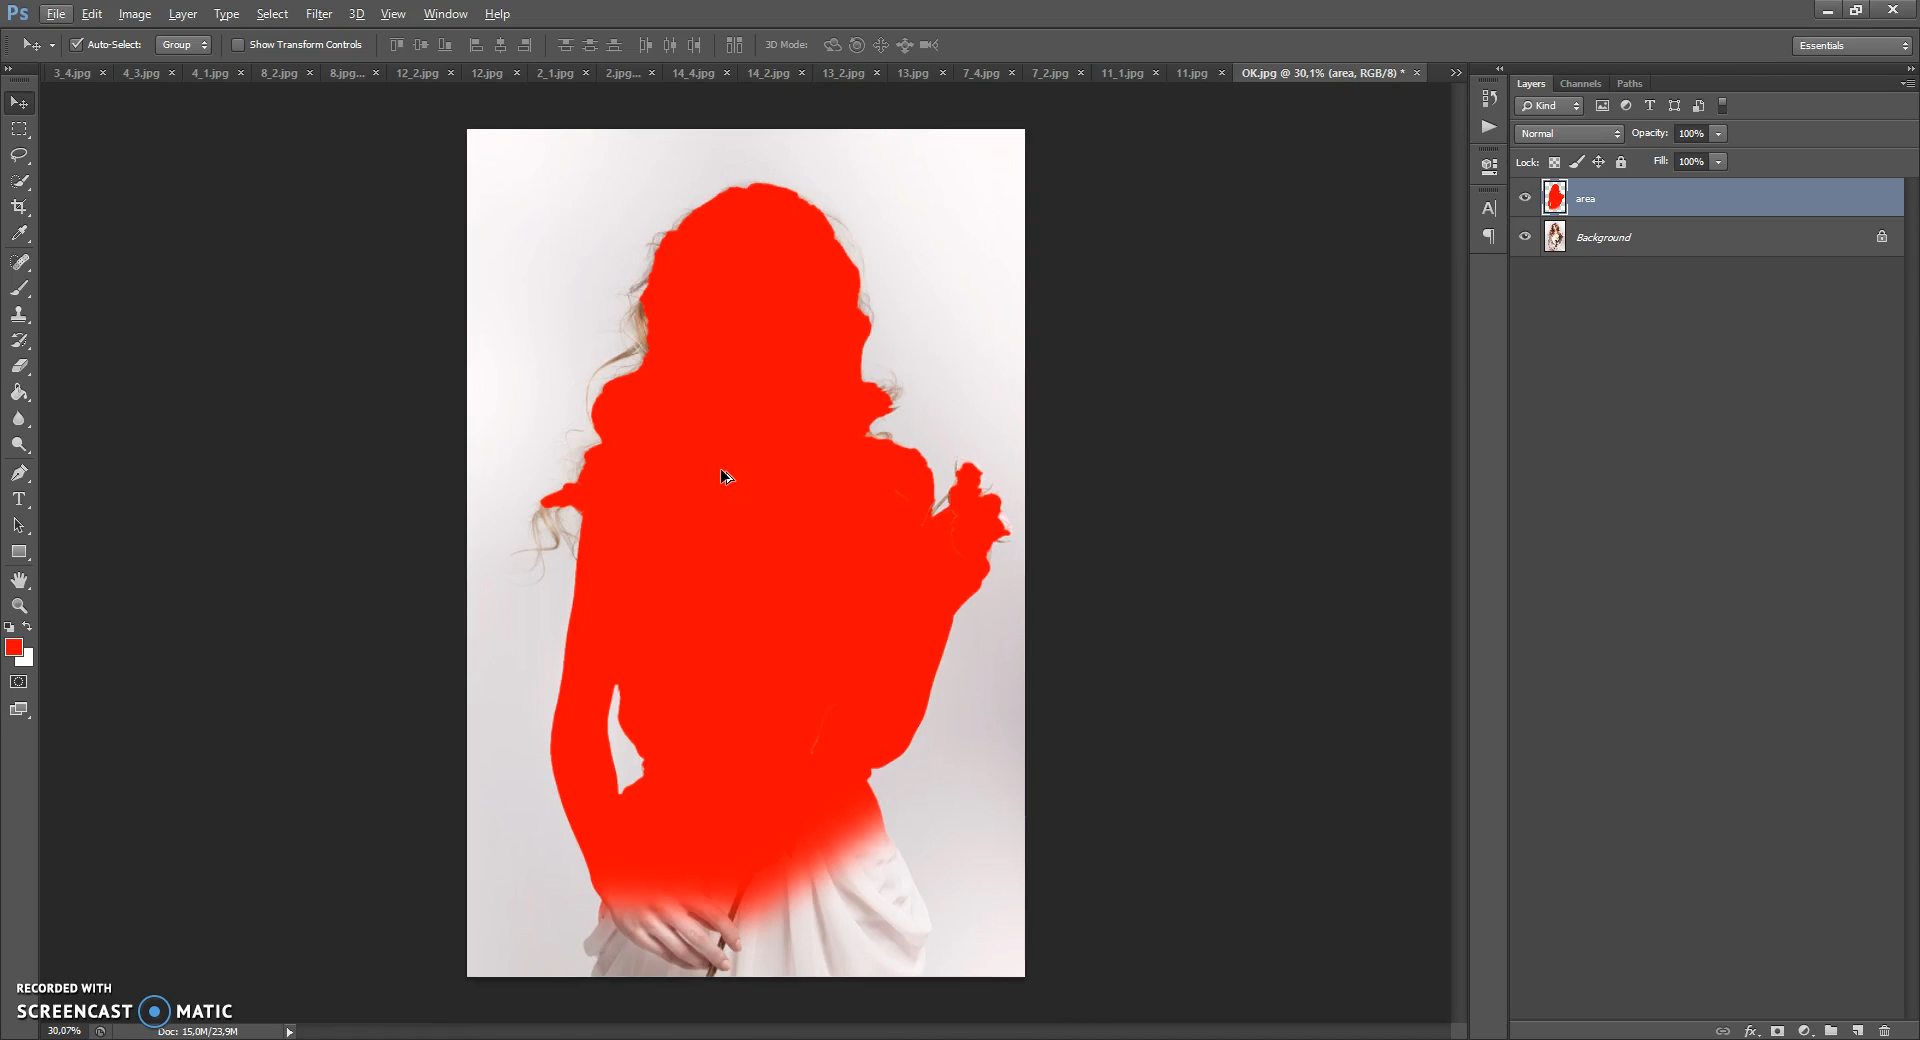 Ps File Edit Image Layer Type Select Filter 3D View Window Help
Auto-Select: Group Show Transform Controls 3D Mode: Essentials
3_4.jpg 4_3.jpg 4_1.jpg 8_2.jpg 8.jpg... 12_2.jpg 12.jpg 2_1.jpg 2.jpg... 14_4.jpg 14_2.jpg 13_2.jpg 13.jpg 7_4.jpg 7_2.jpg 11_1.jpg 11.jpg OK.jpg @ 30,1% (area, RGB/8) *
Layers Channels Paths
Kind
Normal Opacity: 100%
Lock: Fill: 100%
area
Background
RECORDED WITH
SCREENCAST MATIC
30,07% Doc: 15,0M/23,9M